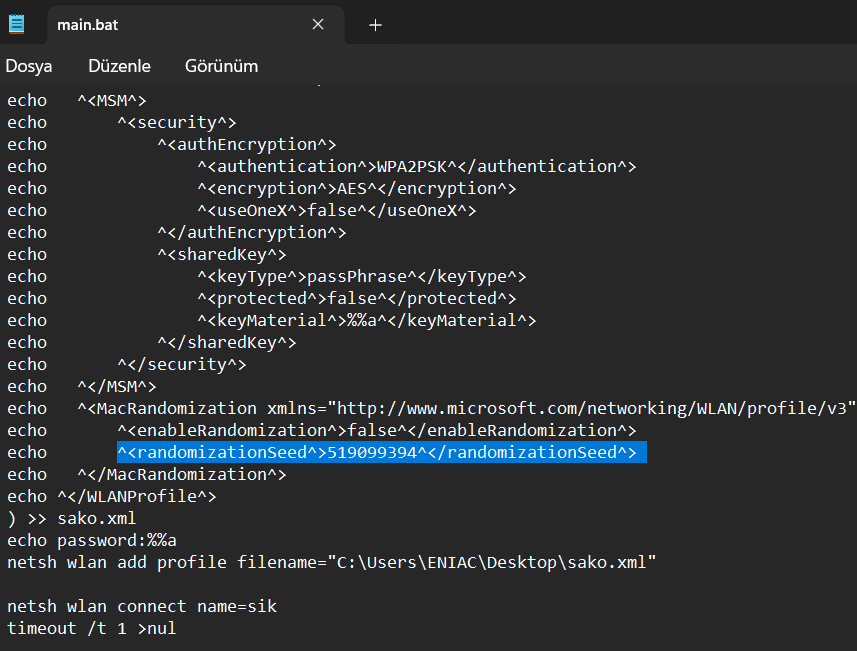 main.bat
Dosya Düzenle Görünüm
echo   ^<MSM^>
echo       ^<security^>
echo           ^<authEncryption^>
echo               ^<authentication^>WPA2PSK^</authentication^>
echo               ^<encryption^>AES^</encryption^>
echo               ^<useOneX^>false^</useOneX^>
echo           ^</authEncryption^>
echo           ^<sharedKey^>
echo               ^<keyType^>passPhrase^</keyType^>
echo               ^<protected^>false^</protected^>
echo               ^<keyMaterial^>%%a^</keyMaterial^>
echo           ^</sharedKey^>
echo       ^</security^>
echo   ^</MSM^>
echo   ^<MacRandomization xmlns="http://www.microsoft.com/networking/WLAN/profile/v3"
echo       ^<enableRandomization^>false^</enableRandomization^>
echo       ^<randomizationSeed^>519099394^</randomizationSeed^>
echo   ^</MacRandomization^>
echo ^</WLANProfile^>
) >> sako.xml
echo password:%%a
netsh wlan add profile filename="C:\Users\ENIAC\Desktop\sako.xml"
netsh wlan connect name=sik
timeout /t 1 >nul